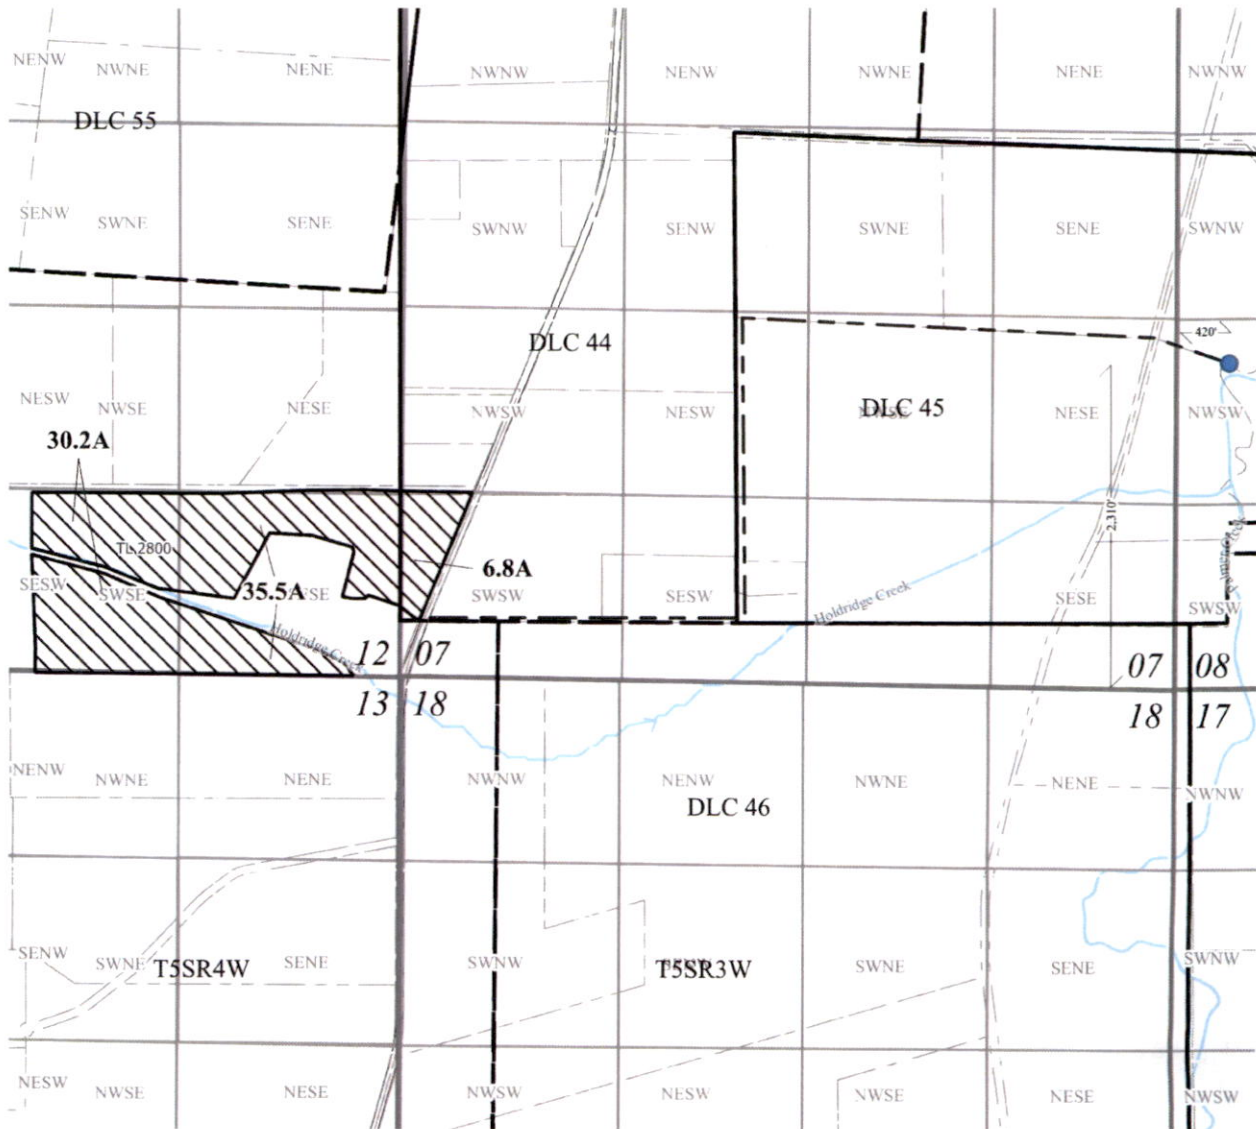 NENW NWNE NENE NWNW NENW NWNE NENE NWNW
DLC 55
SENW SWNE SENE SWNW SENW SWNE SENE SWNW
420'
DLC 44
NESW NWSE NESE NWSW NESW NWSE NESE NWSW
DLC 45
30.2A
2,310'
TL 2800
6.8A
SESW SWSE 35.5A SWSW SESW SESE SWSW
Holdridge Creek
Holdridge Creek
Creek
12 07 07 08
13 18 18 17
NENW NWNE NENE NWNW NENW NWNE NENE NWNW
DLC 46
SENW SWNE SENE SWNW SWNE SENE SWNW
T5SR4W T5SR3W
NESW NWSE NESE NWSW NESW NWSE NESE NWSW